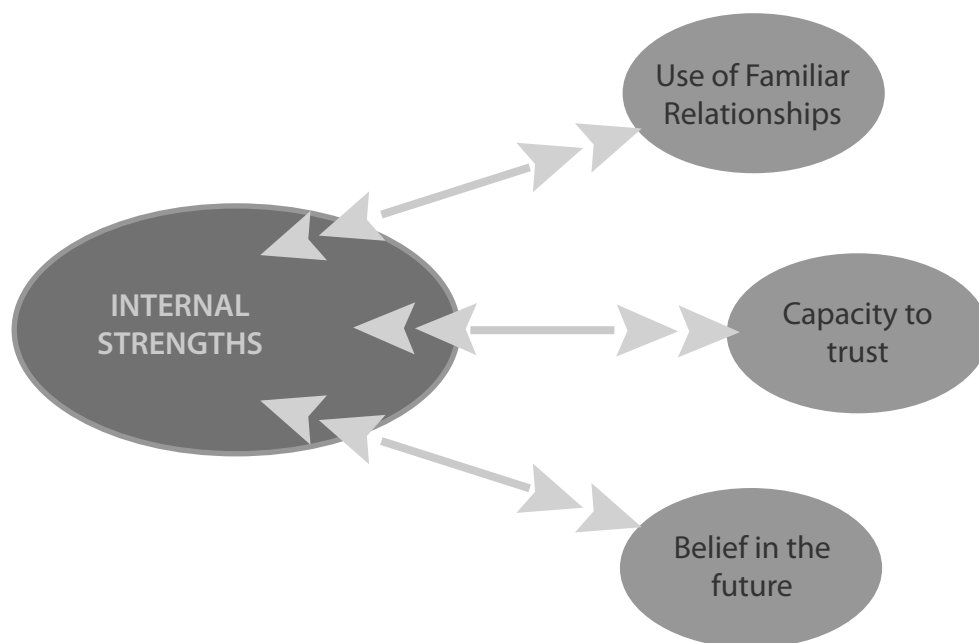 Use of Familiar
Relationships
INTERNAL
STRENGTHS
Capacity to
trust
Belief in the
future